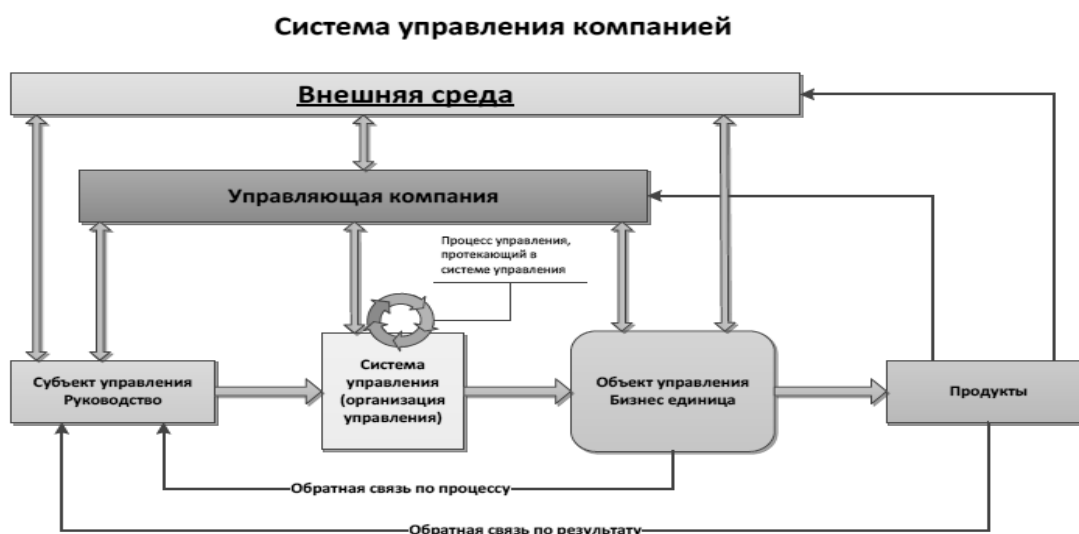 Система управления компанией
Внешняя среда
Управляющая компания
Процесс управления,
протекающий в
системе управления
Субъект управления
Руководство
Система
управления
(организация
управления)
Объект управления
Бизнес единица
Продукты
Обратная связь по процессу
Обратная связь по результату